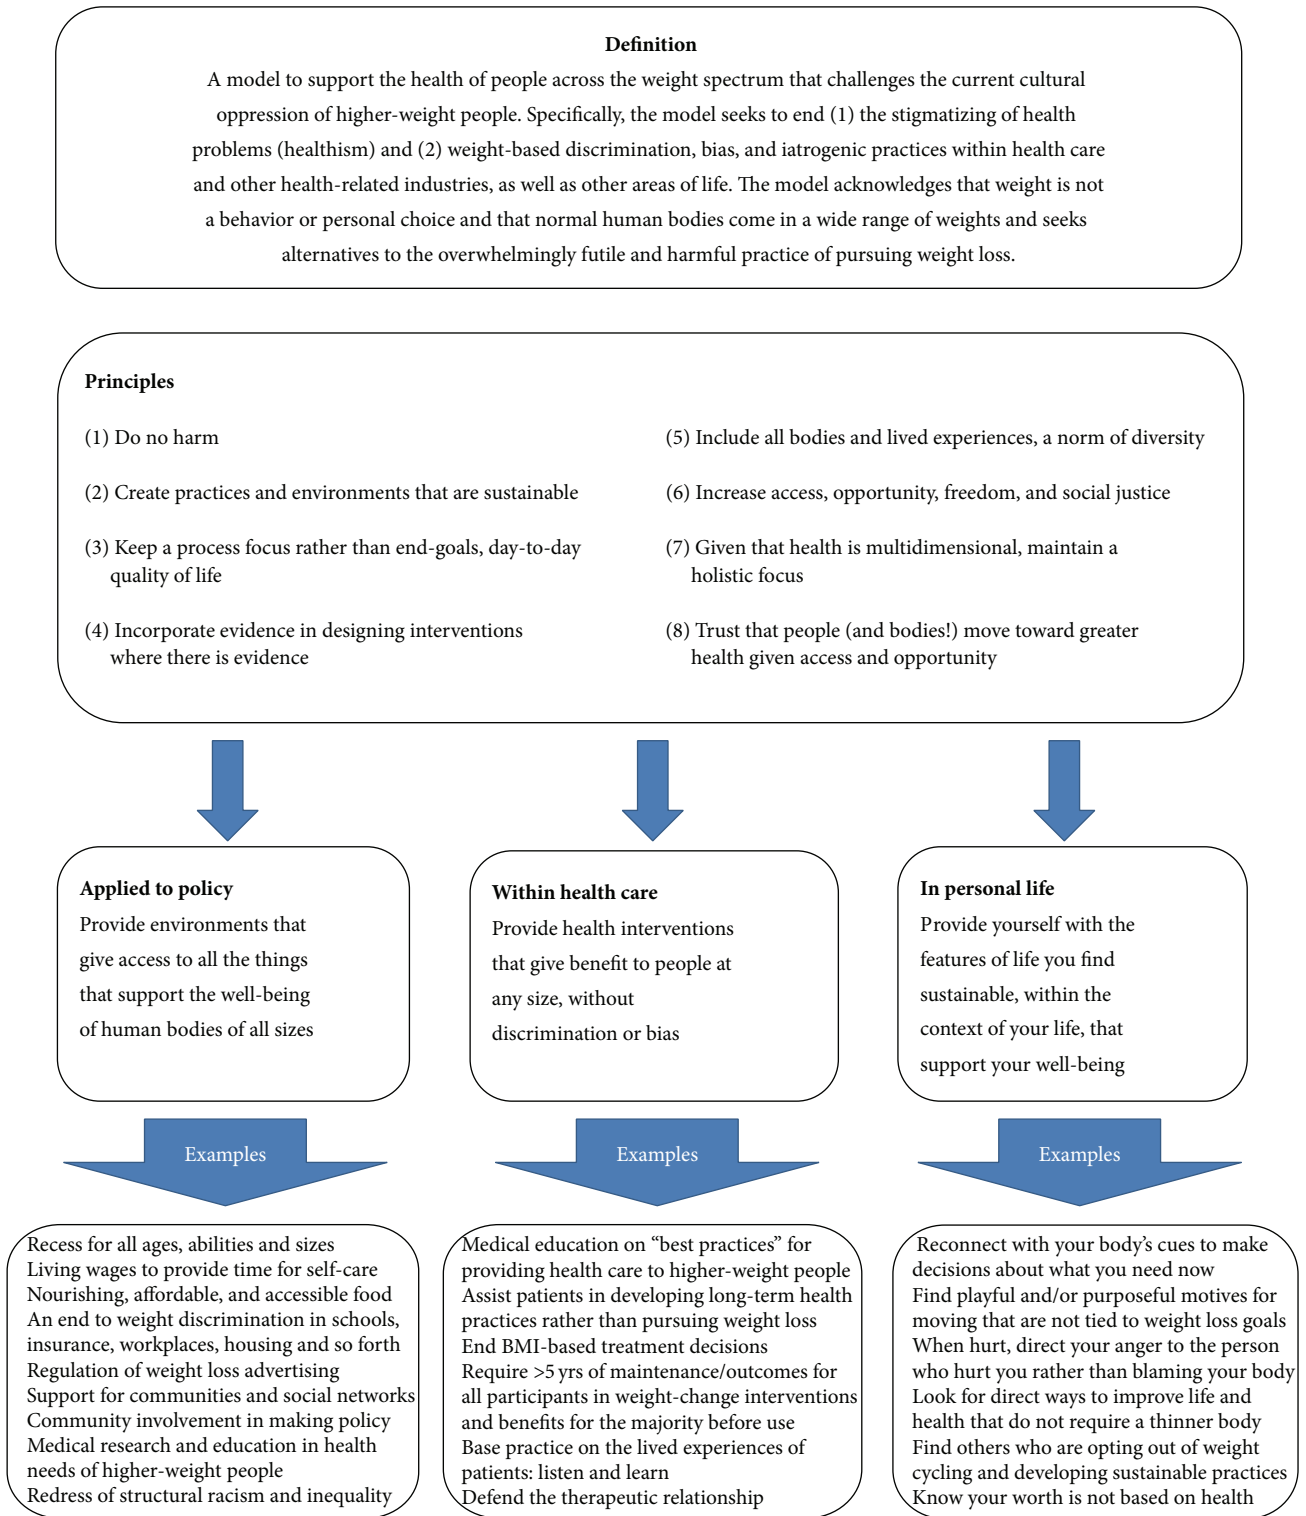 Definition
A model to support the health of people across the weight spectrum that challenges the current cultural
oppression of higher-weight people. Specifically, the model seeks to end (1) the stigmatizing of health
problems (healthism) and (2) weight-based discrimination, bias, and iatrogenic practices within health care
and other health-related industries, as well as other areas of life. The model acknowledges that weight is not
a behavior or personal choice and that normal human bodies come in a wide range of weights and seeks
alternatives to the overwhelmingly futile and harmful practice of pursuing weight loss.
Principles
(1) Do no harm
(2) Create practices and environments that are sustainable
(3) Keep a process focus rather than end-goals, day-to-day
quality of life
(4) Incorporate evidence in designing interventions
where there is evidence
(5) Include all bodies and lived experiences, a norm of diversity
(6) Increase access, opportunity, freedom, and social justice
(7) Given that health is multidimensional, maintain a
holistic focus
(8) Trust that people (and bodies!) move toward greater
health given access and opportunity
Applied to policy
Provide environments that
give access to all the things
that support the well-being
of human bodies of all sizes
Within health care
Provide health interventions
that give benefit to people at
any size, without
discrimination or bias
In personal life
Provide yourself with the
features of life you find
sustainable, within the
context of your life, that
support your well-being
Examples
Examples
Examples
Recess for all ages, abilities and sizes
Living wages to provide time for self-care
Nourishing, affordable, and accessible food
An end to weight discrimination in schools,
insurance, workplaces, housing and so forth
Regulation of weight loss advertising
Support for communities and social networks
Community involvement in making policy
Medical research and education in health
needs of higher-weight people
Redress of structural racism and inequality
Medical education on “best practices” for
providing health care to higher-weight people
Assist patients in developing long-term health
practices rather than pursuing weight loss
End BMI-based treatment decisions
Require >5 yrs of maintenance/outcomes for
all participants in weight-change interventions
and benefits for the majority before use
Base practice on the lived experiences of
patients: listen and learn
Defend the therapeutic relationship
Reconnect with your body’s cues to make
decisions about what you need now
Find playful and/or purposeful motives for
moving that are not tied to weight loss goals
When hurt, direct your anger to the person
who hurt you rather than blaming your body
Look for direct ways to improve life and
health that do not require a thinner body
Find others who are opting out of weight
cycling and developing sustainable practices
Know your worth is not based on health